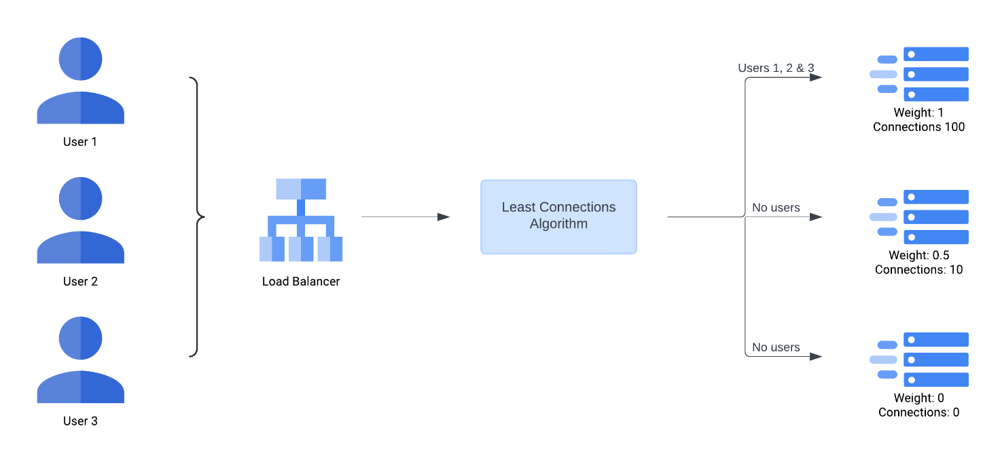 User 1
User 2
User 3
Load Balancer
Least Connections
Algorithm
Users 1, 2 & 3
No users
No users
Weight: 1
Connections 100
Weight: 0.5
Connections: 10
Weight: 0
Connections: 0